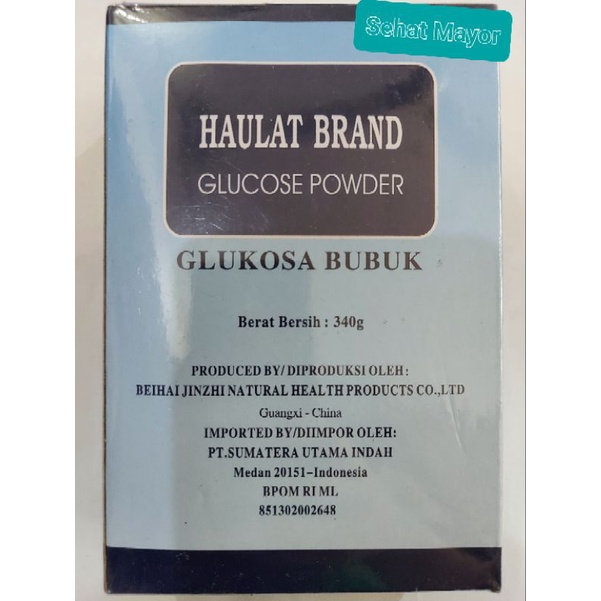 Sehat Mayor
HAULAT BRAND
GLUCOSE POWDER
GLUKOSA BUBUK
Berat Bersih : 340g
PRODUCED BY/ DIPRODUKSI OLEH :
BEIHAI JINZHI NATURAL HEALTH PRODUCTS CO.,LTD
Guangxi - China
IMPORTED BY/DIIMPOR OLEH:
PT.SUMATERA UTAMA INDAH
Medan 20151-Indonesia
BPOM RI ML
851302002648